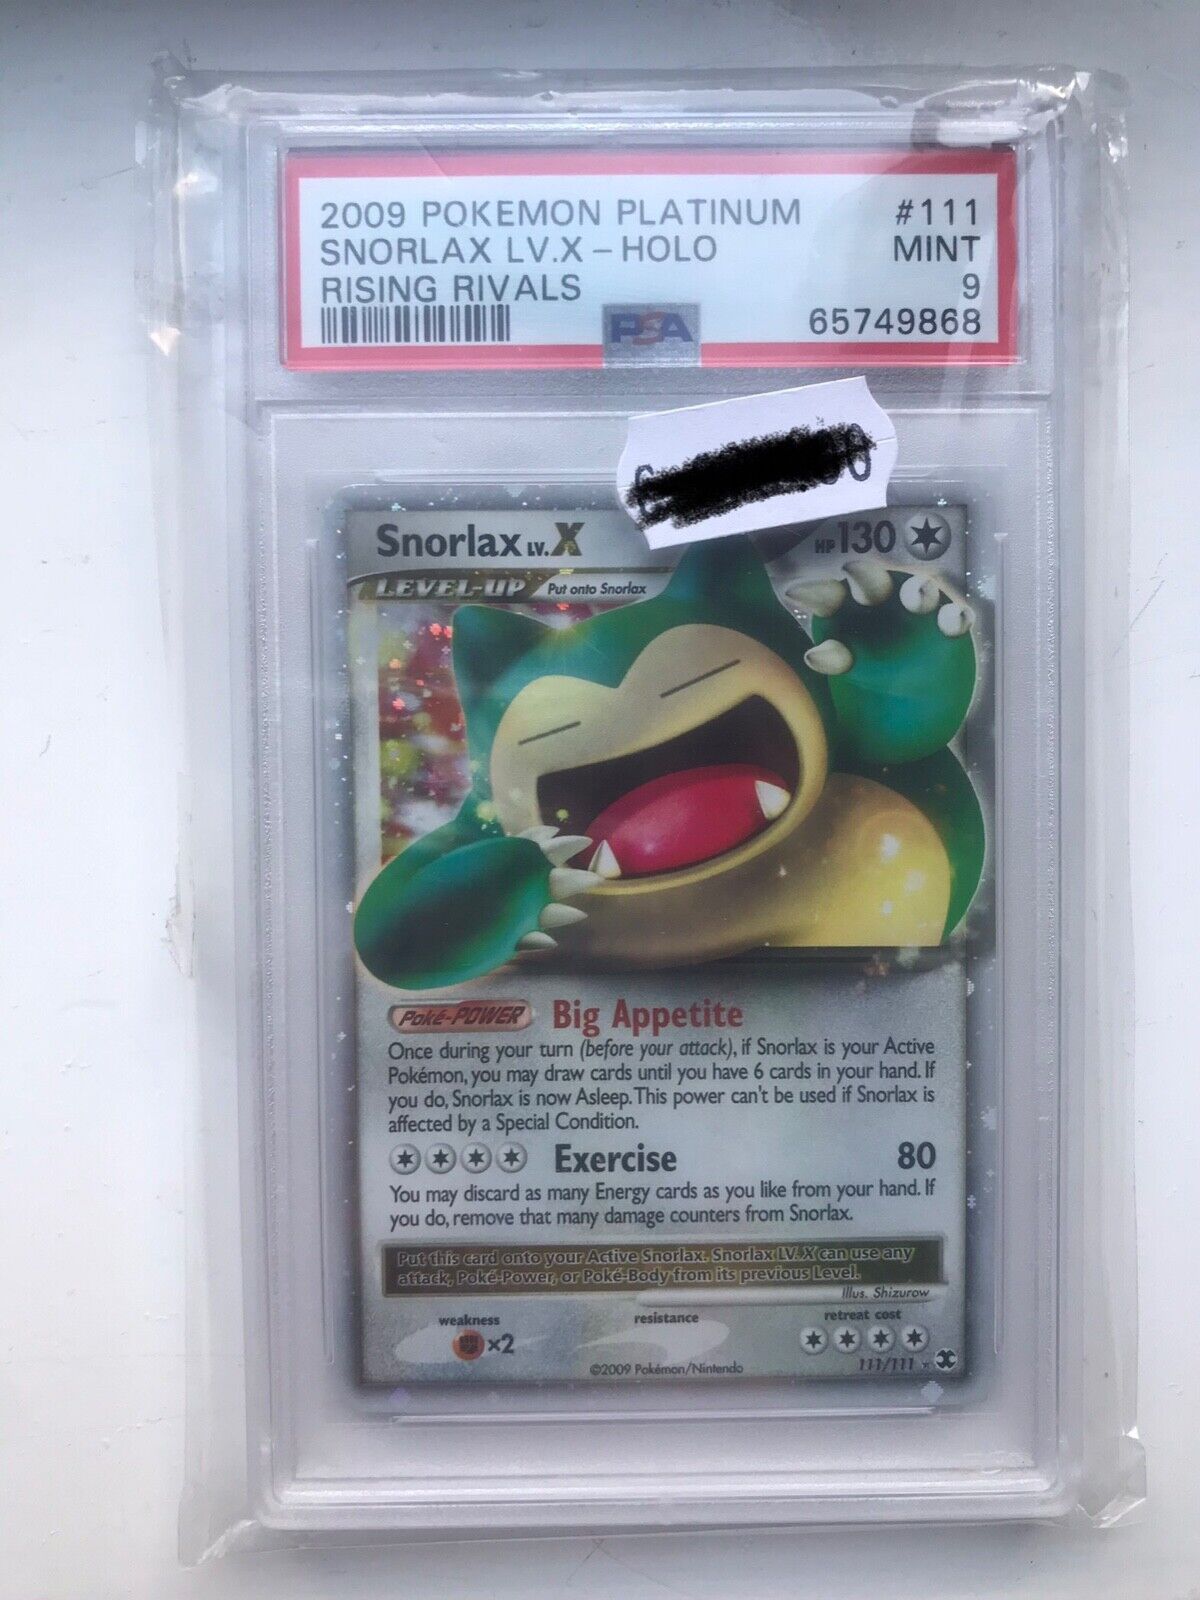 2009 POKEMON PLATINUM #111
SNORLAX LV.X - HOLO MINT
RISING RIVALS 9
PSA 65749868
Snorlax LV.X HP 130
LEVEL-UP Put onto Snorlax
Poké-POWER Big Appetite
Once during your turn (before your attack), if Snorlax is your Active
Pokémon, you may draw cards until you have 6 cards in your hand. If
you do, Snorlax is now Asleep. This power can't be used if Snorlax is
affected by a Special Condition.
Exercise 80
You may discard as many Energy cards as you like from your hand. If
you do, remove that many damage counters from Snorlax.
Put this card onto your Active Snorlax. Snorlax LV. X can use any
attack, Poké-Power, or Poké-Body from its previous Level.
Illus. Shizurow
weakness resistance retreat cost
×2
©2009 Pokémon/Nintendo 111/111